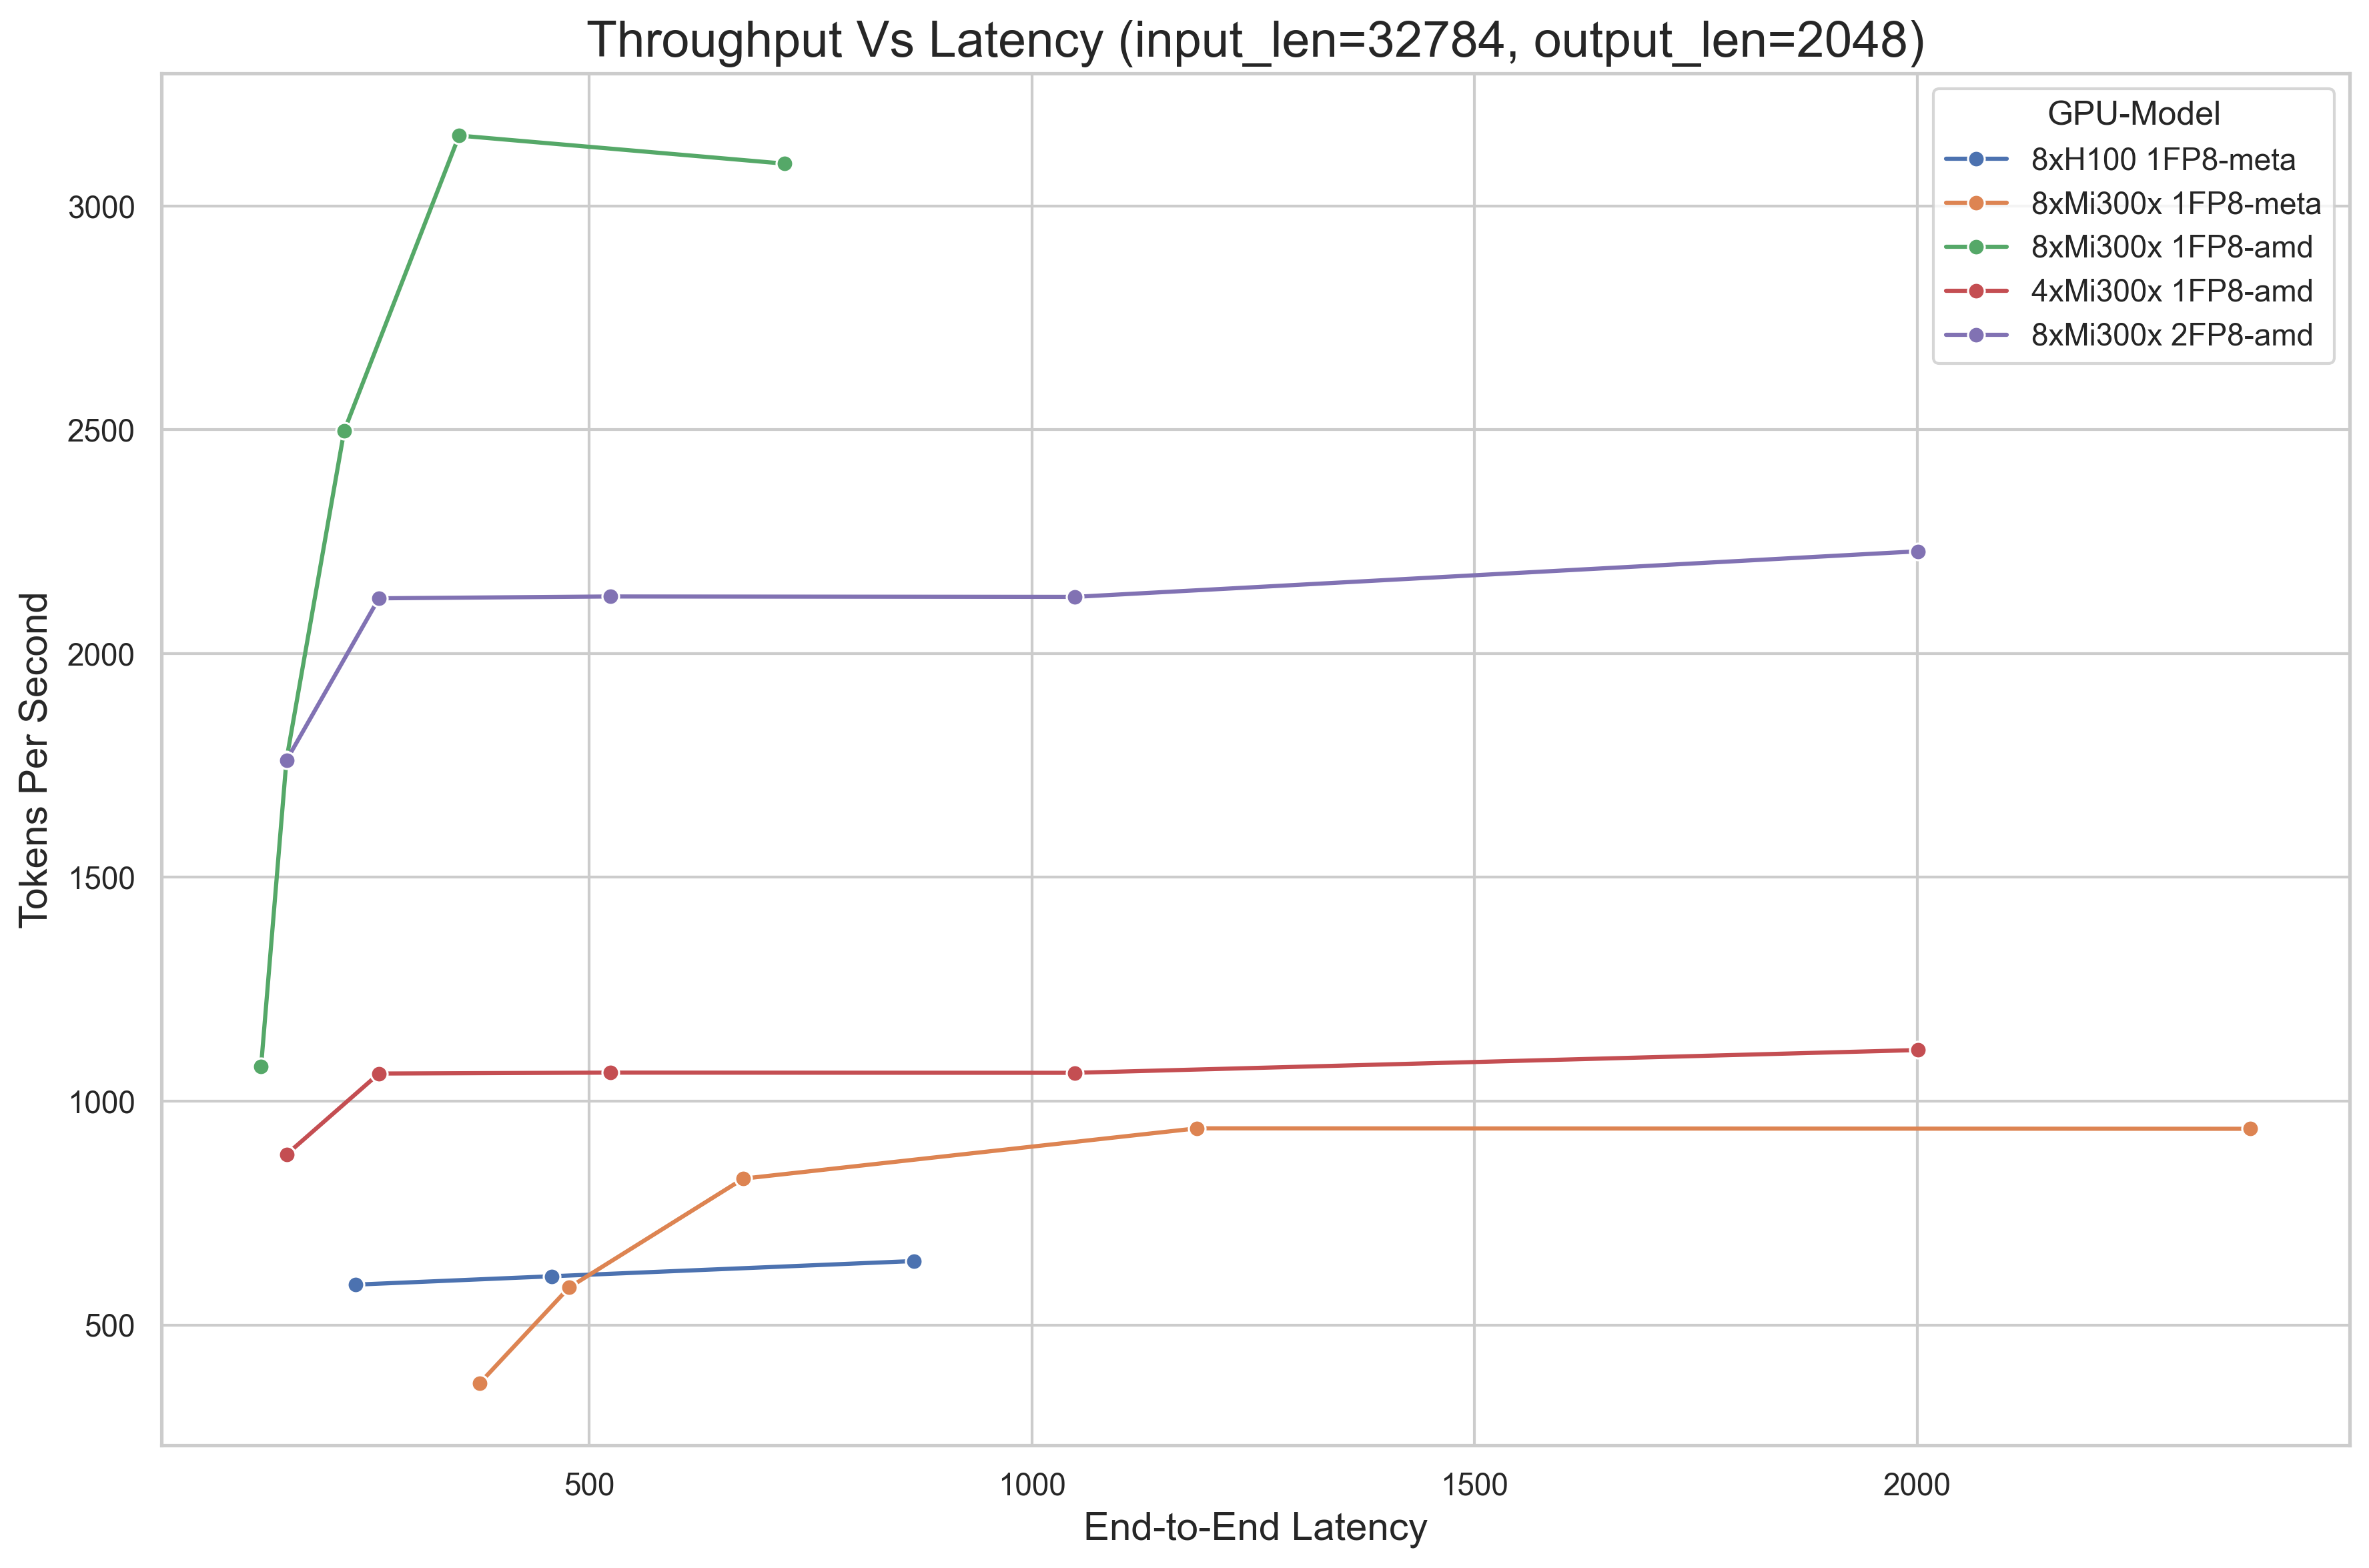 Throughput Vs Latency (input_len=32784, output_len=2048)
GPU-Model
8xH100 1FP8-meta
8xMi300x 1FP8-meta
8xMi300x 1FP8-amd
4xMi300x 1FP8-amd
8xMi300x 2FP8-amd
Tokens Per Second
3000
2500
2000
1500
1000
500
500 1000 1500 2000
End-to-End Latency